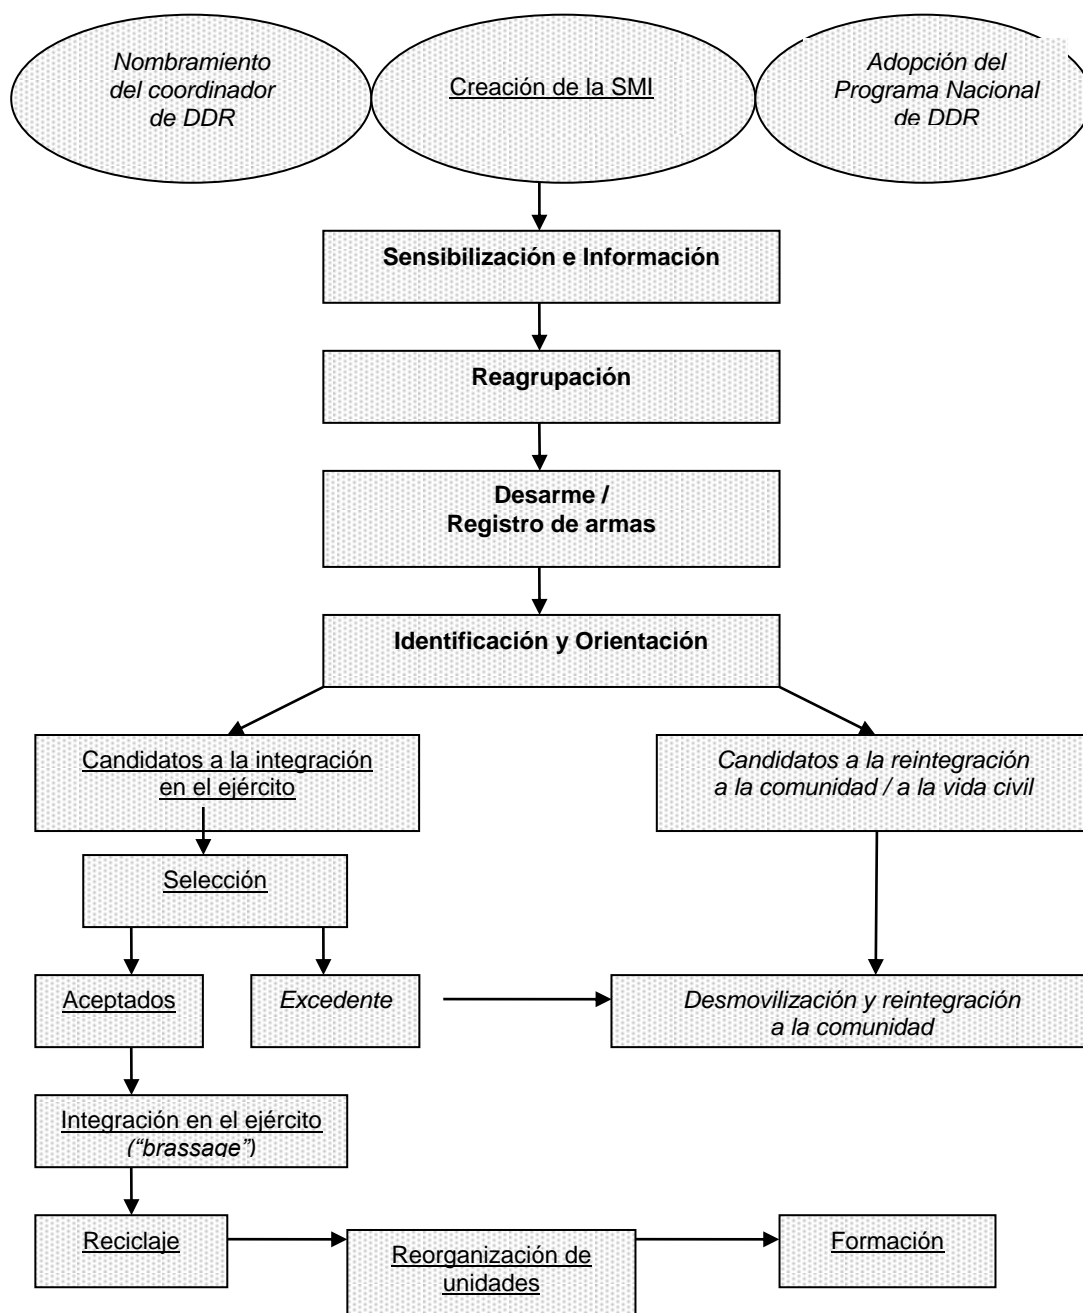 Nombramiento
del coordinador
de DDR
Creación de la SMI
Adopción del
Programa Nacional
de DDR
Sensibilización e Información
Reagrupación
Desarme /
Registro de armas
Identificación y Orientación
Candidatos a la integración
en el ejército
Candidatos a la reintegración
a la comunidad / a la vida civil
Selección
Aceptados
Excedente
Desmovilización y reintegración
a la comunidad
Integración en el ejército
(“brassage”)
Reciclaje
Reorganización de
unidades
Formación